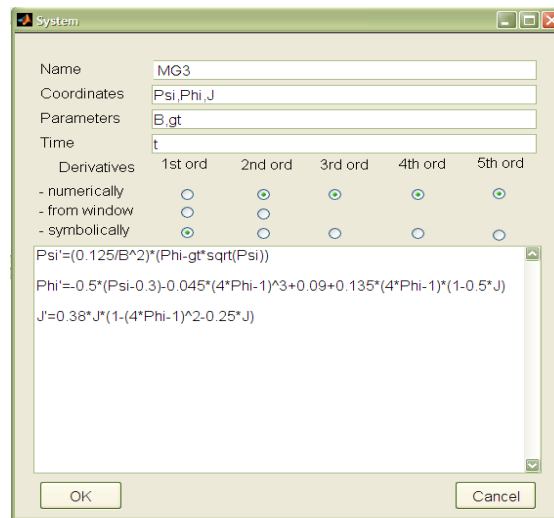 System
Name MG3
Coordinates Psi,Phi,J
Parameters B,gt
Time t
Derivatives 1st ord 2nd ord 3rd ord 4th ord 5th ord
- numerically
- from window
- symbolically
Psi'=(0.125/B^2)*(Phi-gt*sqrt(Psi))
Phi'=-0.5*(Psi-0.3)-0.045*(4*Phi-1)^3+0.09+0.135*(4*Phi-1)*(1-0.5*J)
J'=0.38*J*(1-(4*Phi-1)^2-0.25*J)
OK Cancel